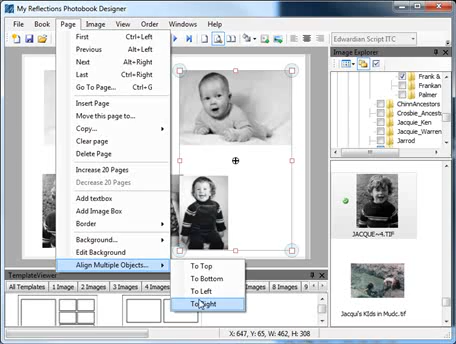 My Reflections Photobook Designer
File Book Page Image View Order Windows Help
Edwardian Script ITC
First Ctrl+Left
Previous Alt+Left
Next Alt+Right
Last Ctrl+Right
Go To Page... Ctrl+G
Insert Page
Move this page to...
Copy...
Clear page
Delete Page
Increase 20 Pages
Decrease 20 Pages
Add textbox
Add Image Box
Border
Background...
Edit Background
Align Multiple Objects...
To Top
To Bottom
To Left
To Right
Image Explorer
Frank &
Frankan
Palmer
ChinnAncestors
Crosbie_Ancesto
Jacquie_Ken
Jacquie_Warren
Jarrod
JACQUE~4.TIF
Jacqui's KIds in Mudc.tif
TemplateViewer
All Templates 1 Images 2 Images 3 Images 4 Images 8 Images 9 Images
X: 647, Y: 65, W: 462, H: 308